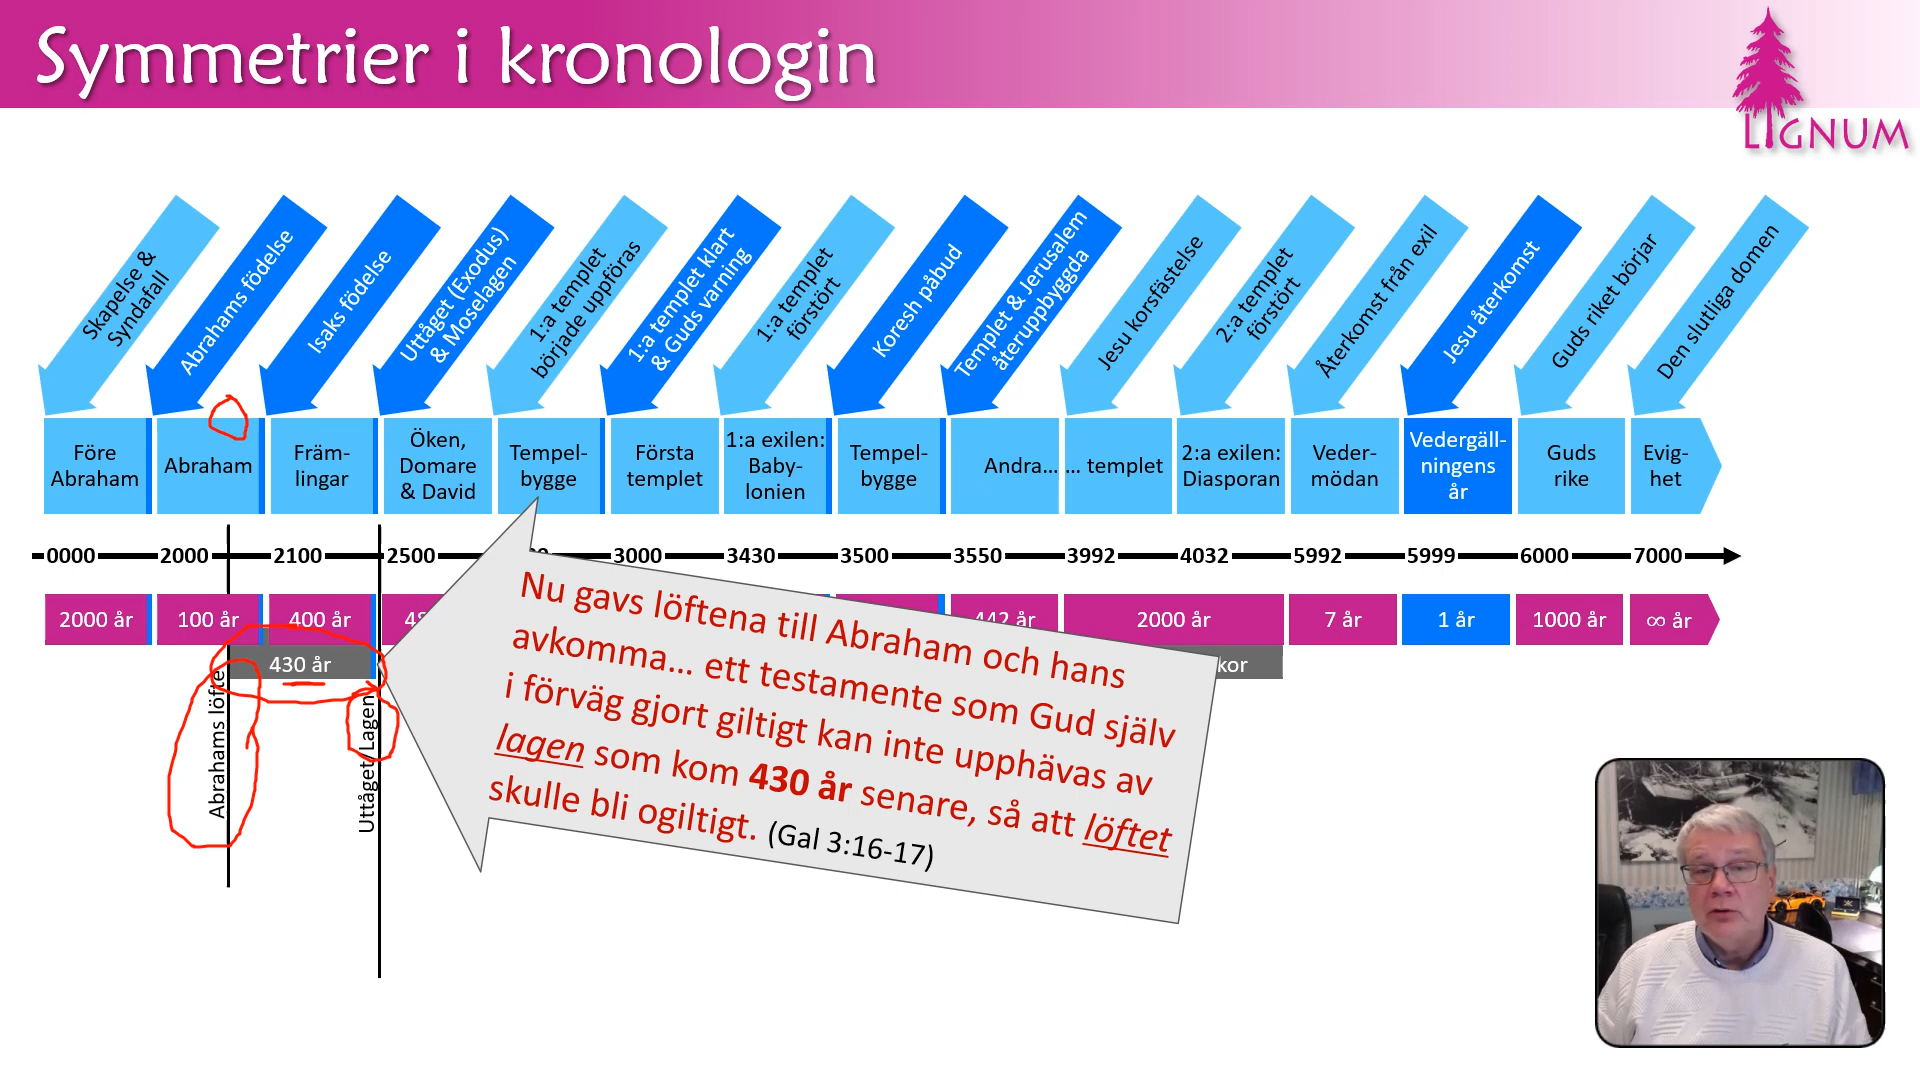 Symmetrier i kronologin
LIGNUM
Skapelse &
Syndafall
Abrahams födelse
Isaks födelse
Uttåget (Exodus)
& Moselagen
1:a templet
började uppföras
1:a templet klart
& Guds varning
1:a templet
förstört
Koresh påbud
Templet & Jerusalem
återuppbyggda
Jesu korsfästelse
2:a templet
förstört
Återkomst från exil
Jesu återkomst
Guds riket börjar
Den slutliga domen
Före
Abraham
Abraham
Främ-
lingar
Öken,
Domare
& David
Tempel-
bygge
Första
templet
1:a exilen:
Baby-
lonien
Tempel-
bygge
Andra...
... templet
2:a exilen:
Diasporan
Veder-
mödan
Vedergäll-
ningens
år
Guds
rike
Evig-
het
0000 2000 2100 2500 3000 3430 3500 3550 3992 4032 5992 5999 6000 7000
2000 år 100 år 400 år 442 år 2000 år 7 år 1 år 1000 år ∞ år
430 år
kor
Abrahams löfte
Uttåget/Lagen
Nu gavs löftena till Abraham och hans
avkomma... ett testamente som Gud själv
i förväg gjort giltigt kan inte upphävas av
lagen som kom 430 år senare, så att löftet
skulle bli ogiltigt. (Gal 3:16-17)